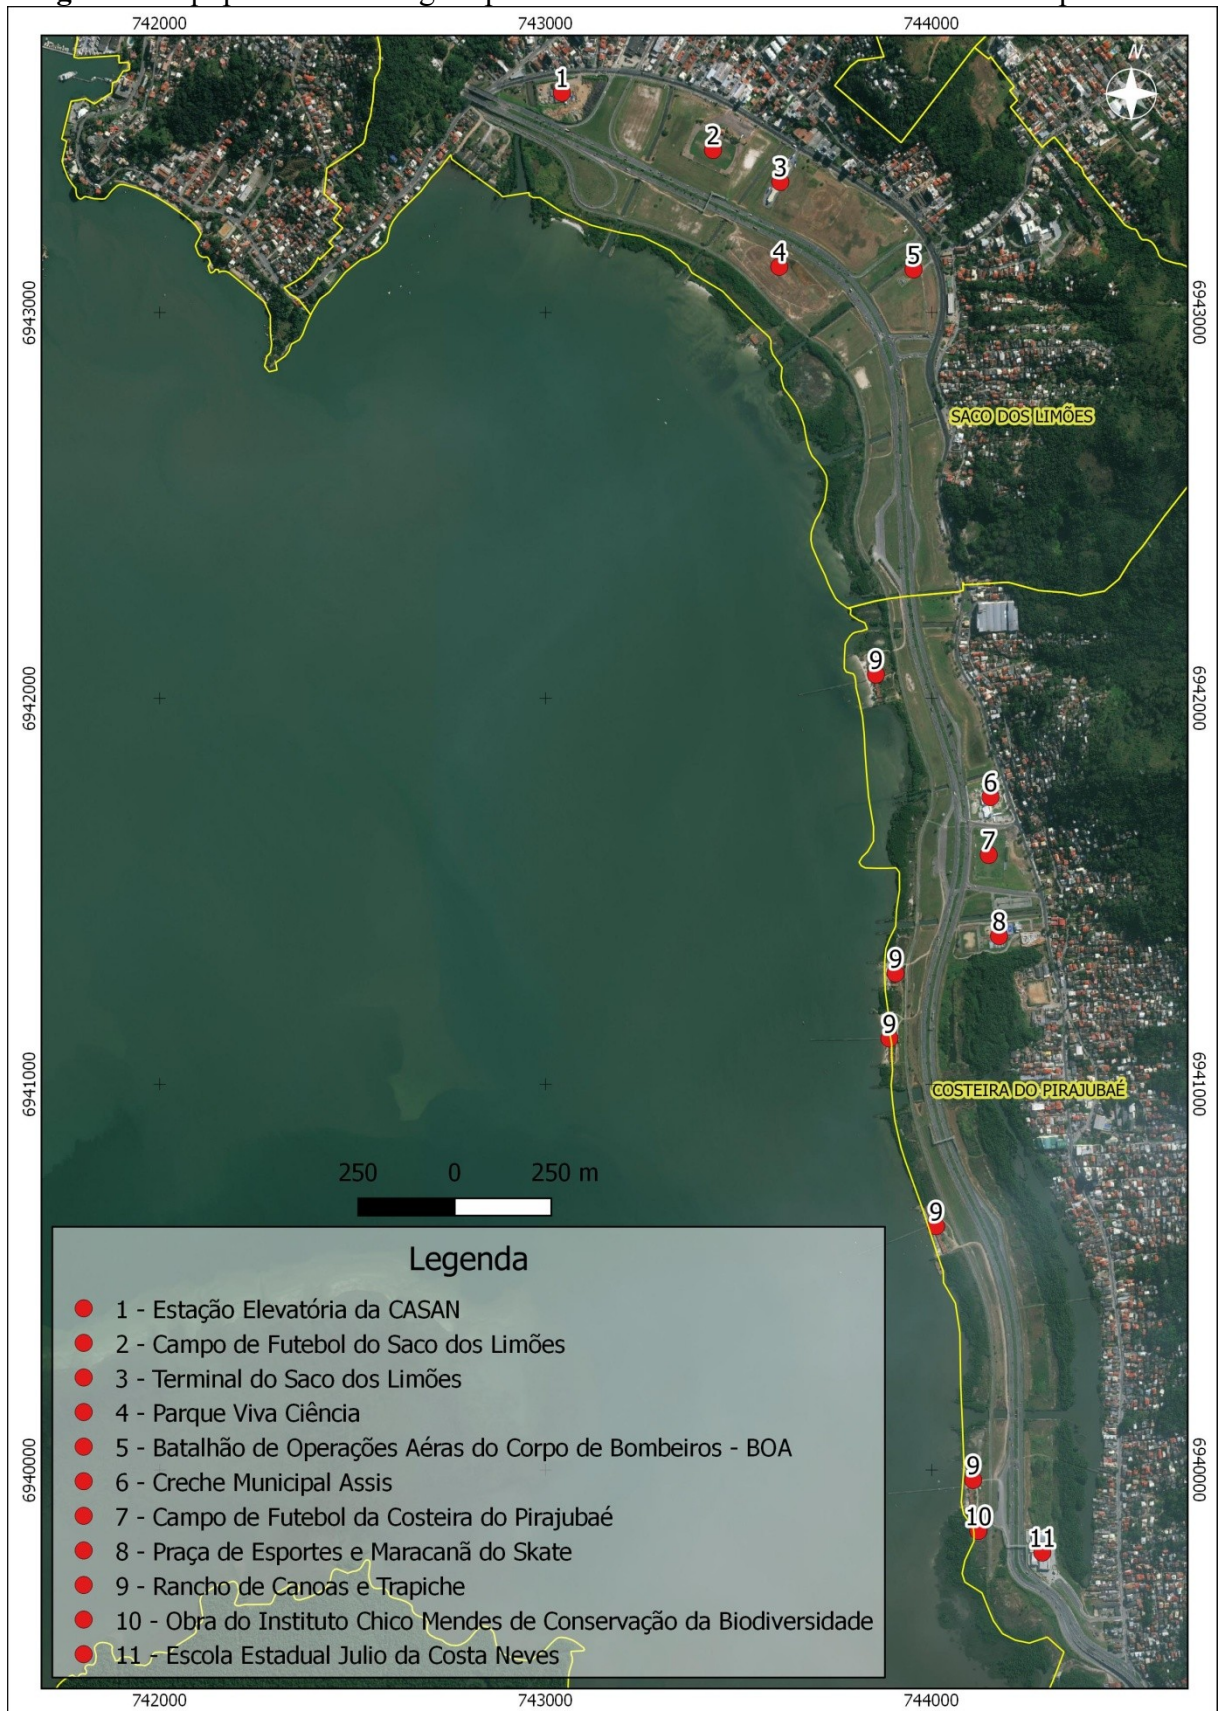 742000 743000 744000
N
1
2
3
4
5
6943000 6943000
SACO DOS LIMÕES
9
6942000 6942000
6
7
8
9
9
6941000 6941000
COSTEIRA DO PIRAJUBAÉ
250 0 250 m
9
Legenda
1 - Estação Elevatória da CASAN
2 - Campo de Futebol do Saco dos Limões
3 - Terminal do Saco dos Limões
4 - Parque Viva Ciência
5 - Batalhão de Operações Aéras do Corpo de Bombeiros - BOA
6 - Creche Municipal Assis
7 - Campo de Futebol da Costeira do Pirajubaé
8 - Praça de Esportes e Maracanã do Skate
9 - Rancho de Canoas e Trapiche
10 - Obra do Instituto Chico Mendes de Conservação da Biodiversidade
11 - Escola Estadual Julio da Costa Neves
6940000 6940000
9
10
11
742000 743000 744000